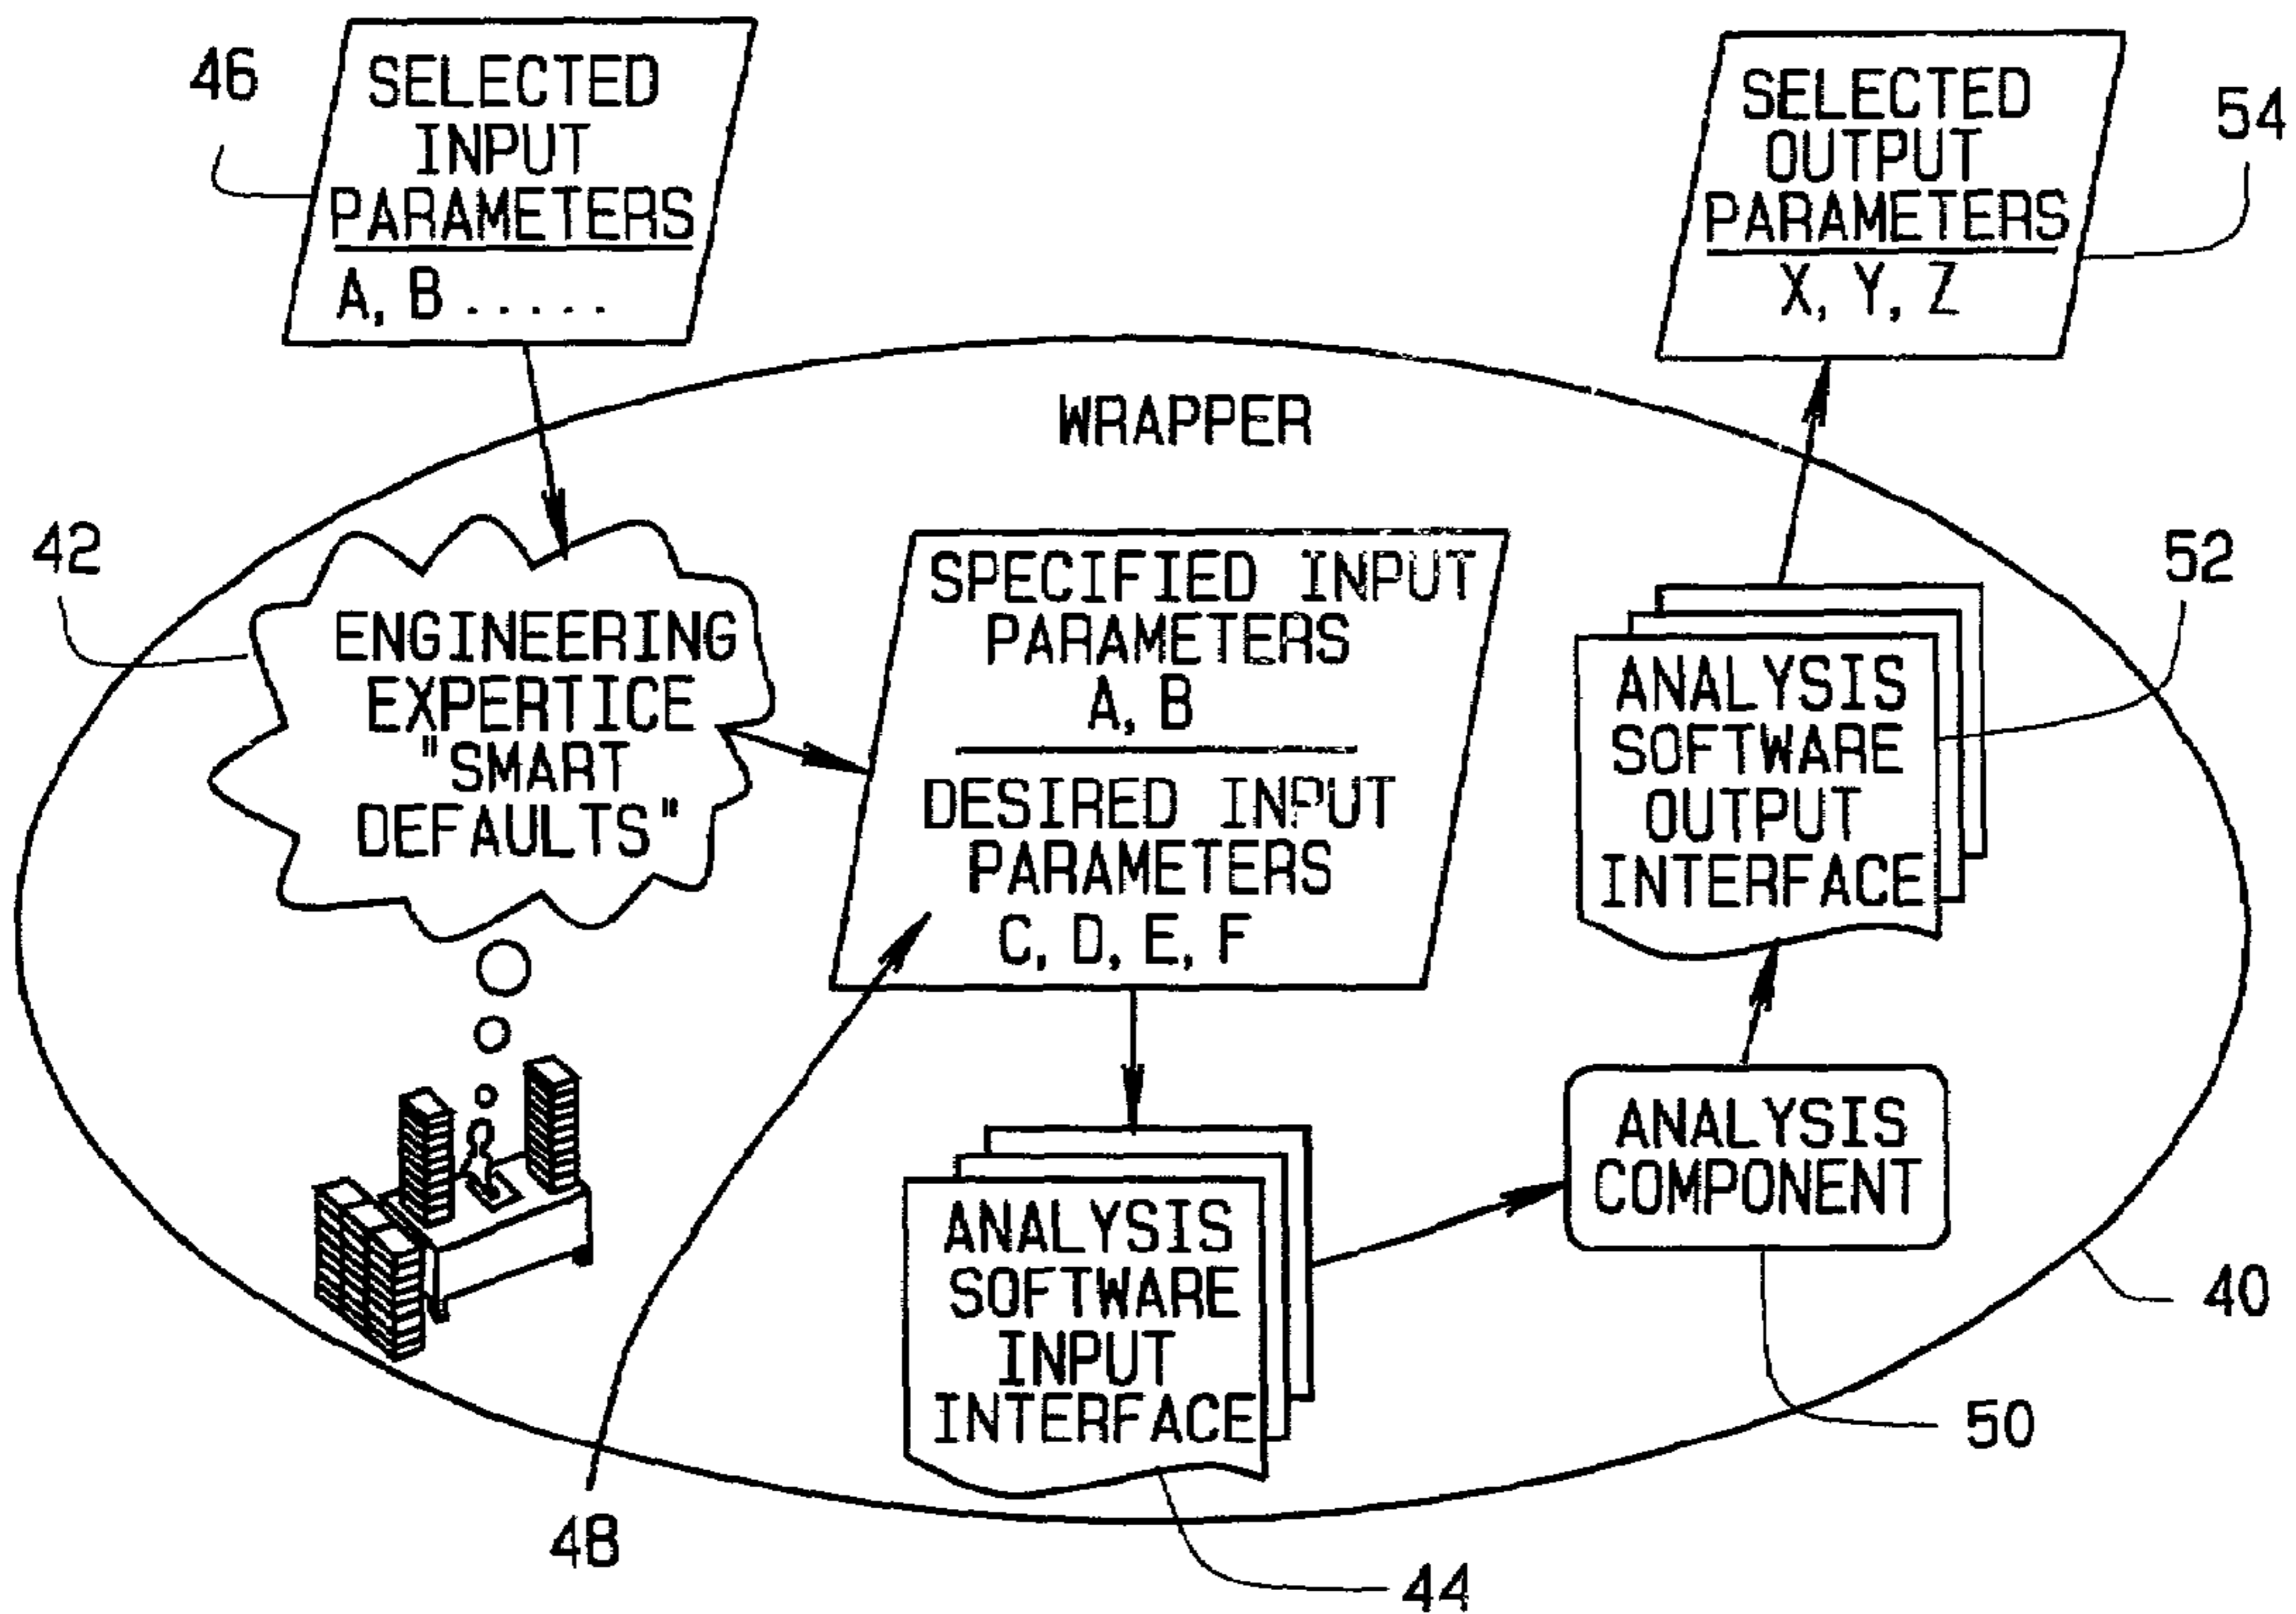 46
SELECTED
INPUT
PARAMETERS
A, B .....
SELECTED
OUTPUT
PARAMETERS
X, Y, Z
54
WRAPPER
42
ENGINEERING
EXPERTICE
"SMART
DEFAULTS"
SPECIFIED INPUT
PARAMETERS
A, B
DESIRED INPUT
PARAMETERS
C, D, E, F
52
ANALYSIS
SOFTWARE
OUTPUT
INTERFACE
ANALYSIS
COMPONENT
ANALYSIS
SOFTWARE
INPUT
INTERFACE
40
50
48
44